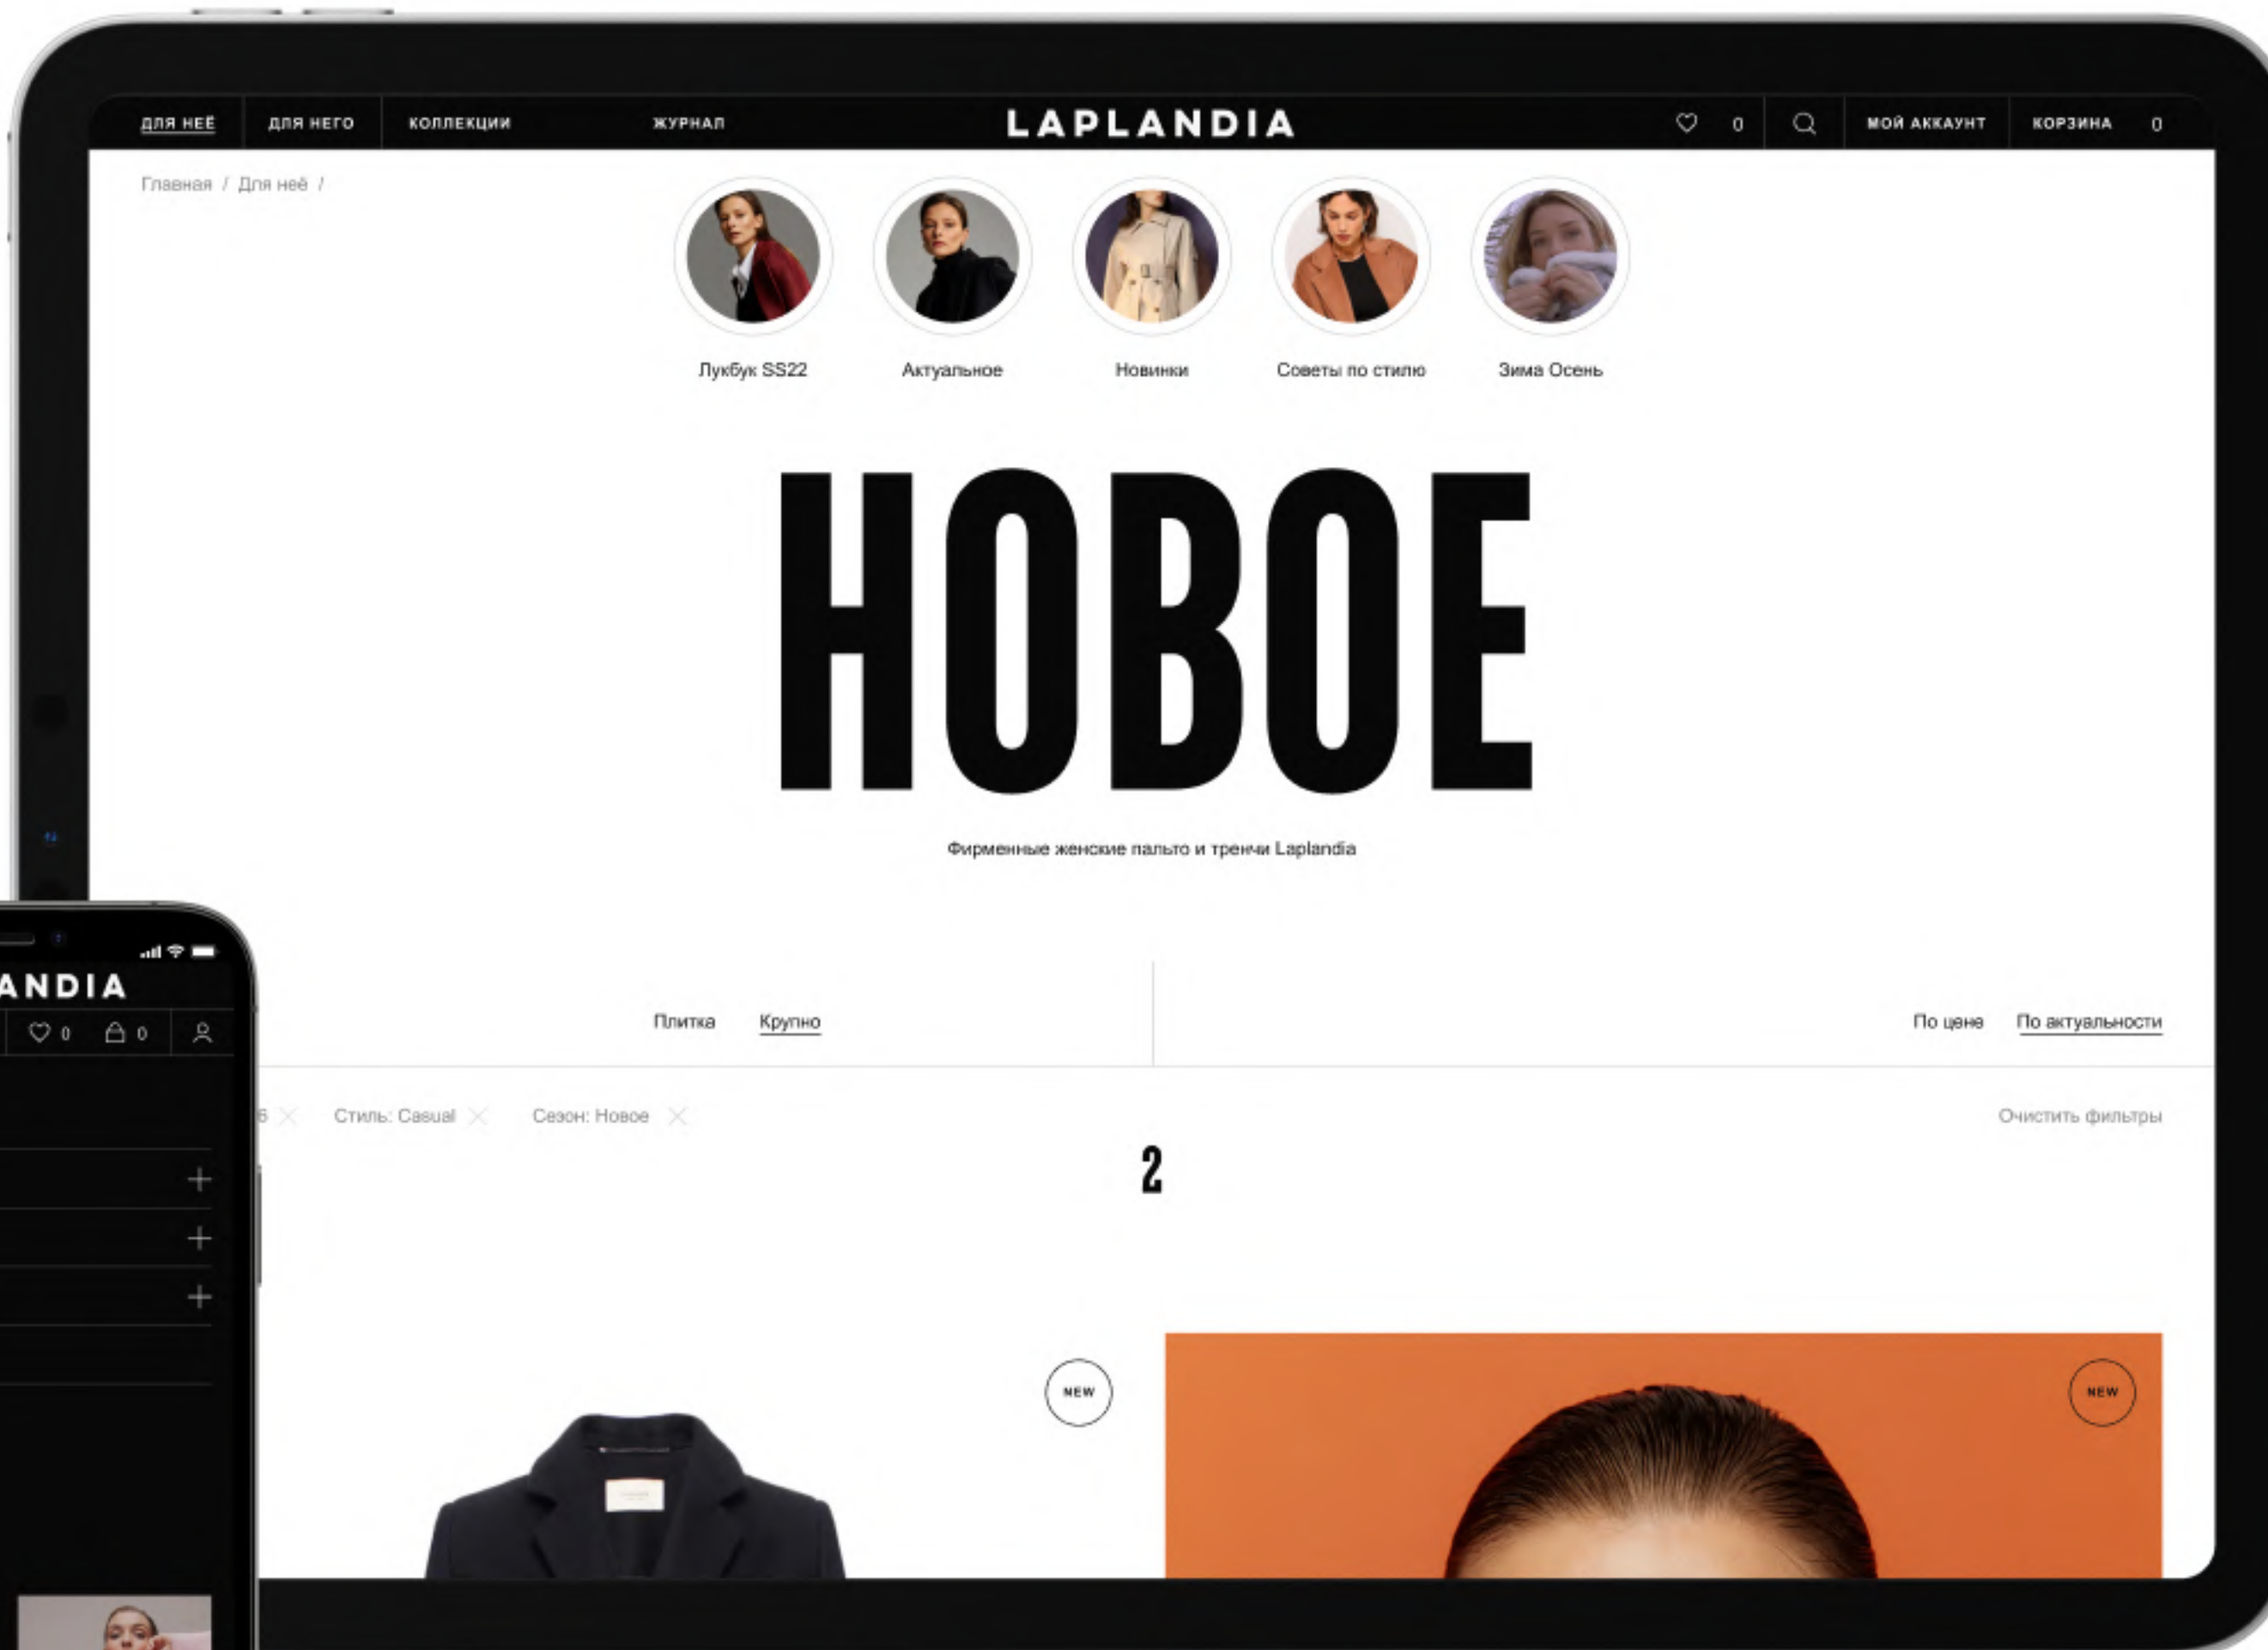 ДЛЯ НЕЁ ДЛЯ НЕГО КОЛЛЕКЦИИ ЖУРНАЛ LAPLANDIA 0 МОЙ АККАУНТ КОРЗИНА 0
Главная / Для неё /
Лукбук SS22 Актуальное Новинки Советы по стилю Зима Осень
НОВОЕ
Фирменные женские пальто и тренчи Laplandia
Плитка Крупно По цене По актуальности
6 Стиль: Casual Сезон: Новое Очистить фильтры
2
NEW NEW
ANDIA
0 0